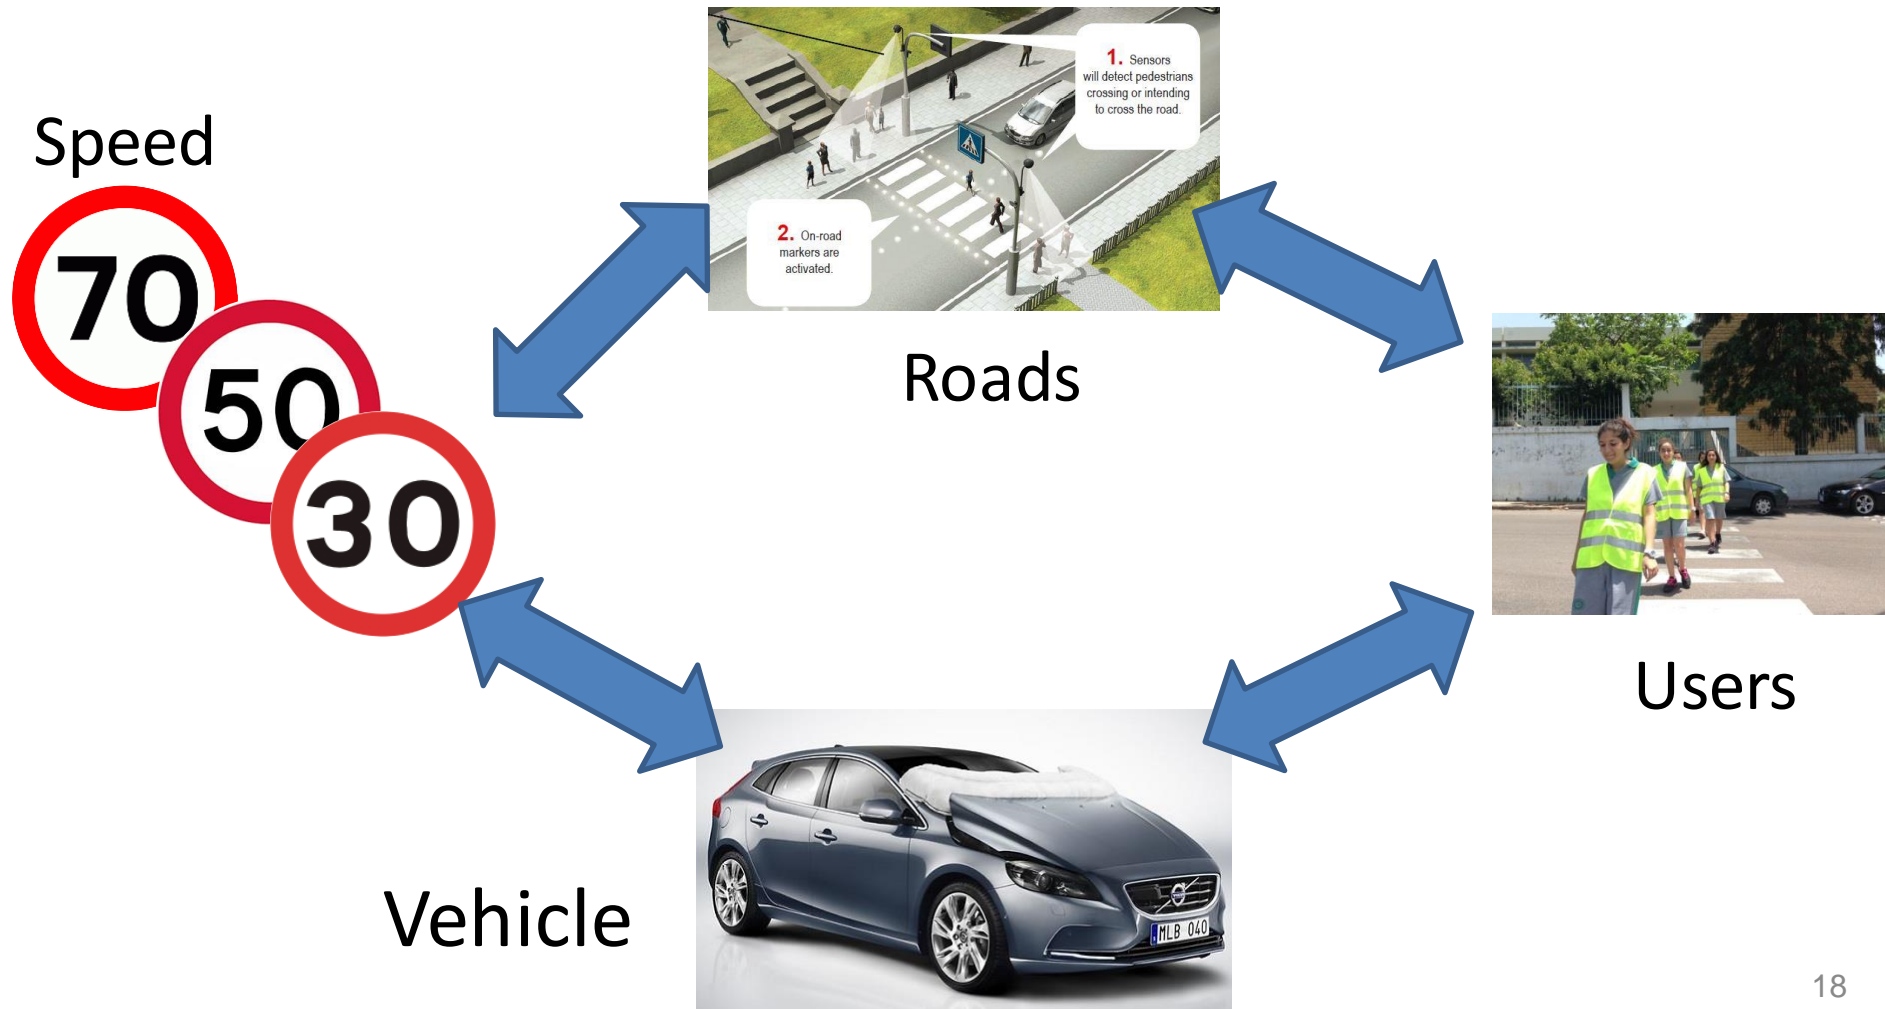 Speed
70
50
30
1. Sensors
will detect pedestrians
crossing or intending
to cross the road.
2. On-road
markers are
activated.
Roads
Users
Vehicle
MLB 040
18